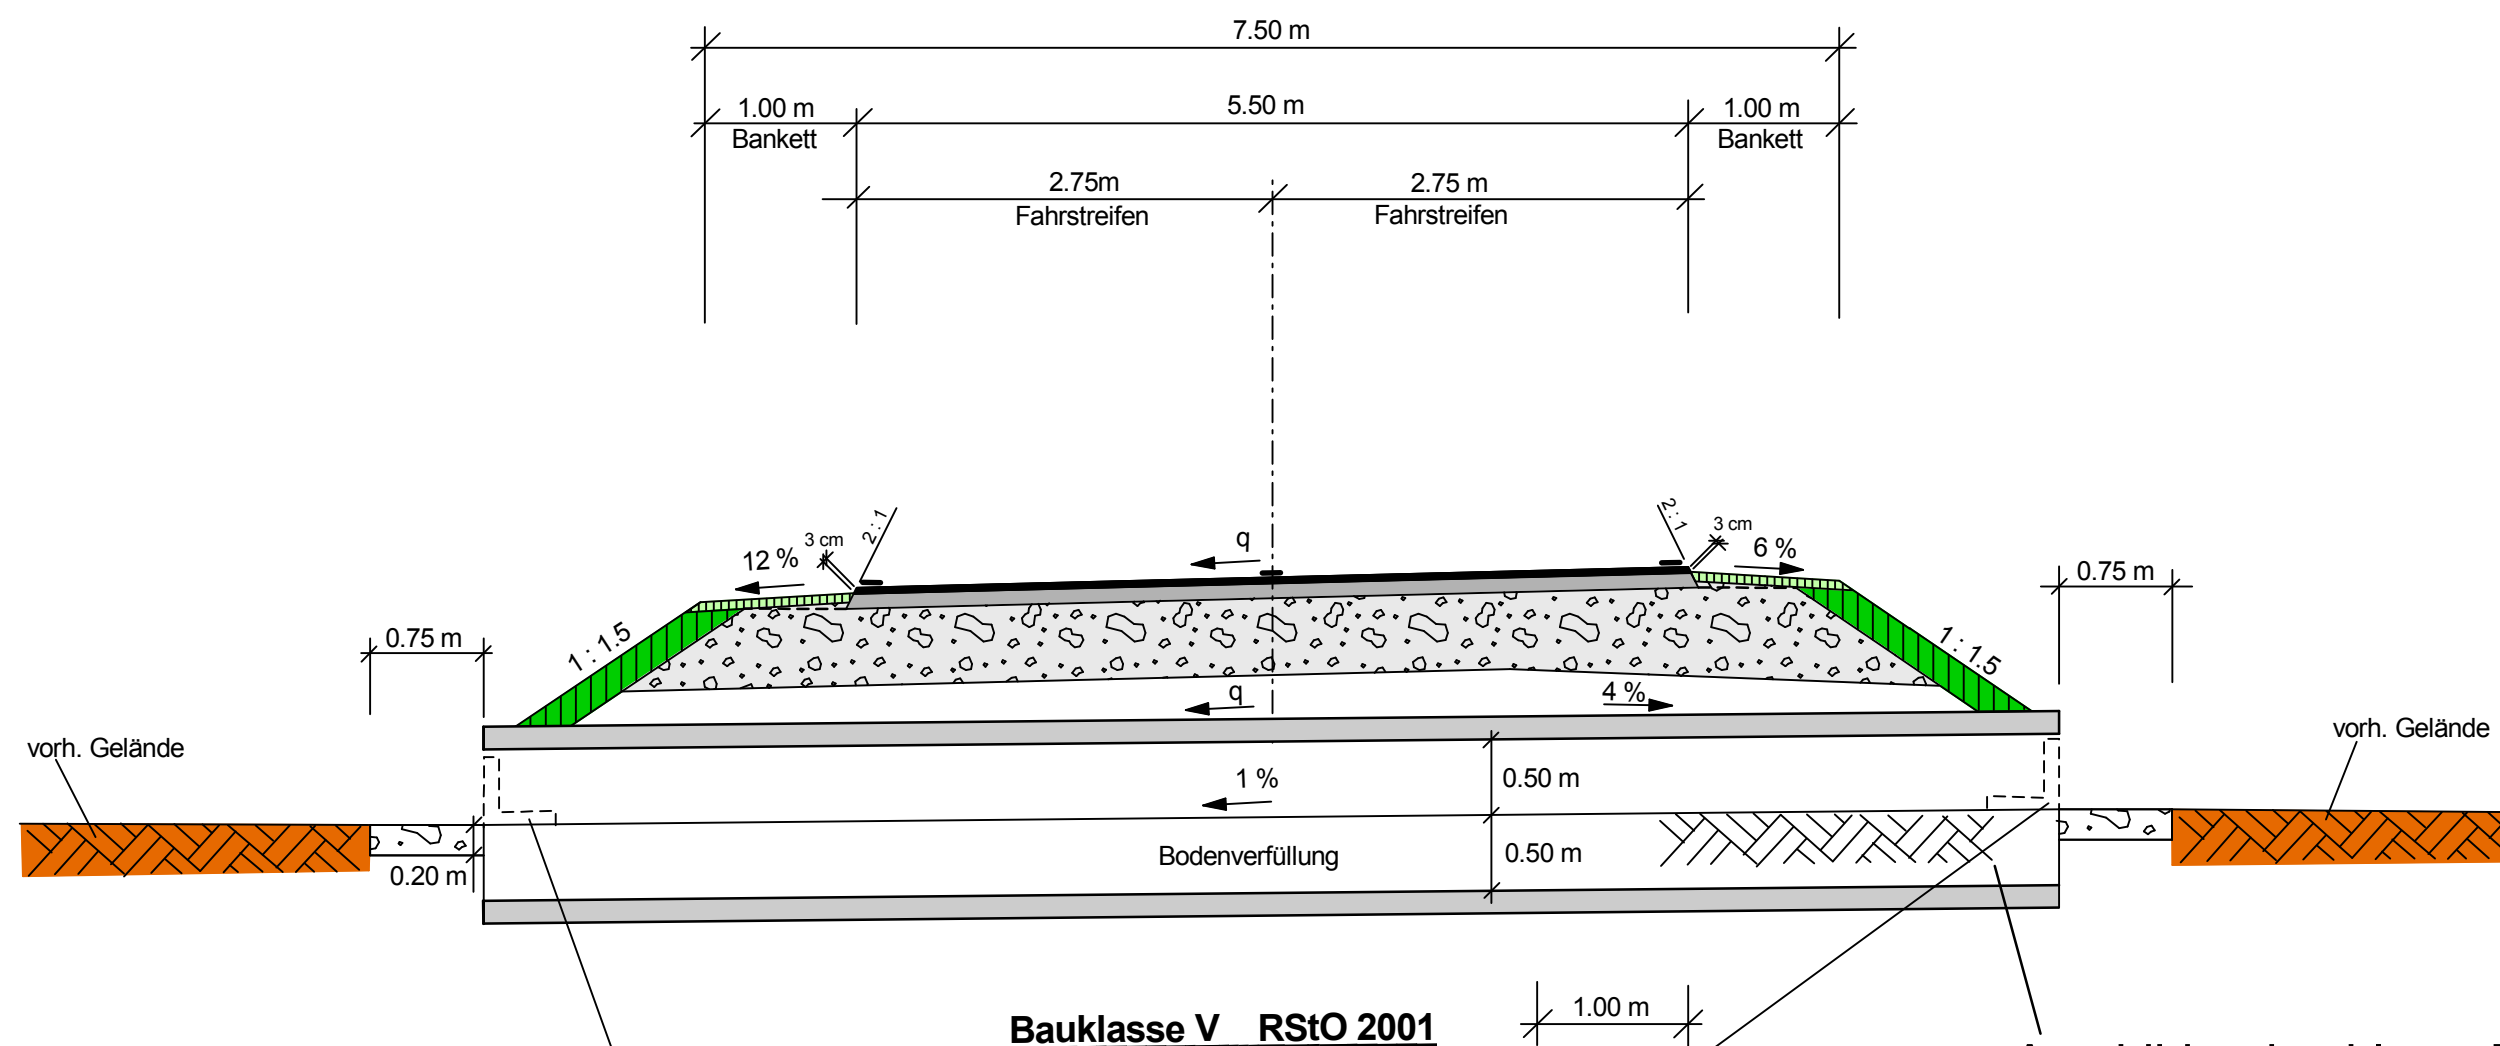 7.50 m
1.00 m
5.50 m
1.00 m
Bankett
Bankett
2.75m
2.75 m
Fahrstreifen
Fahrstreifen
2 : 1
2 : 1
3 cm
3 cm
12 %
q
6 %
0.75 m
1 : 1.5
0.75 m
1 : 1.5
q
4 %
vorh. Gelände
vorh. Gelände
1 %
0.50 m
Bodenverfüllung
0.50 m
0.20 m
1.00 m
Bauklasse V RStO 2001